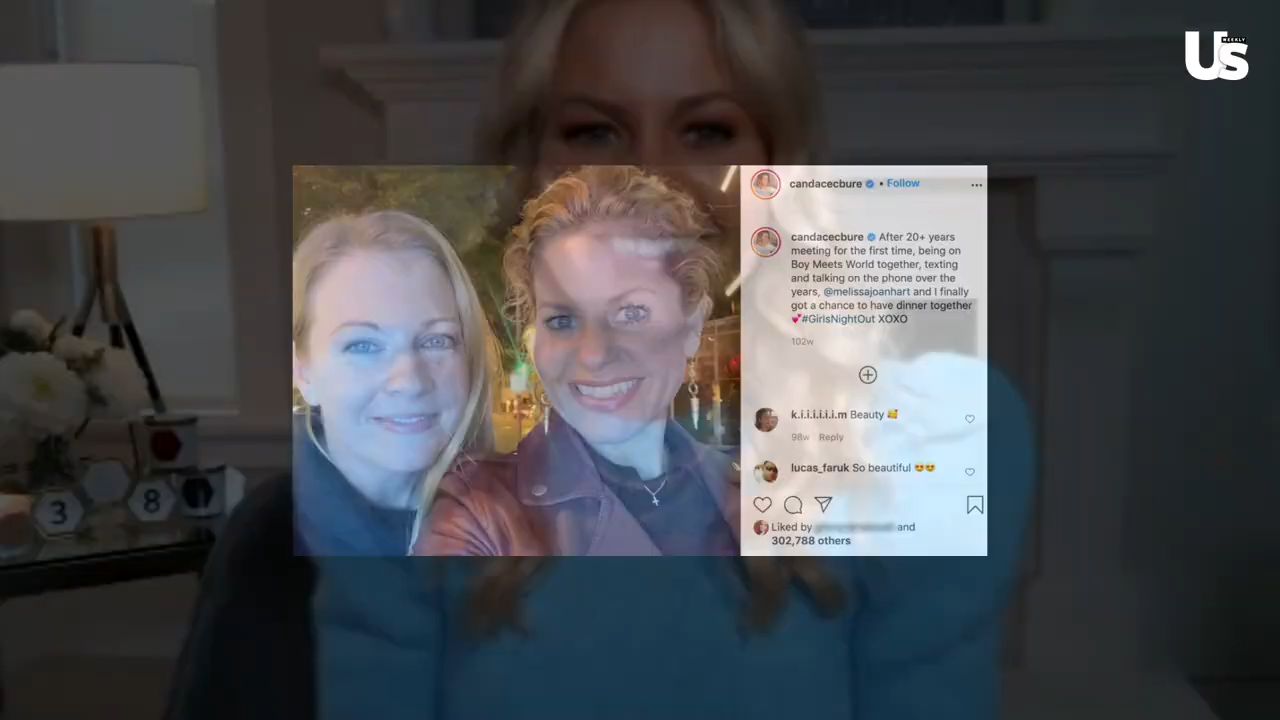 Us
WEEKLY
candacecbure • Follow
candacecbure After 20+ years
meeting for the first time, being on
Boy Meets World together, texting
and talking on the phone over the
years, @melissajoanhart and I finally
got a chance to have dinner together
💕#GirlsNightOut XOXO
102w
k.i.i.i.i.i.i.m Beauty 🥰
98w Reply
lucas_faruk So beautiful 😍😍
Liked by and
302,788 others
3 8